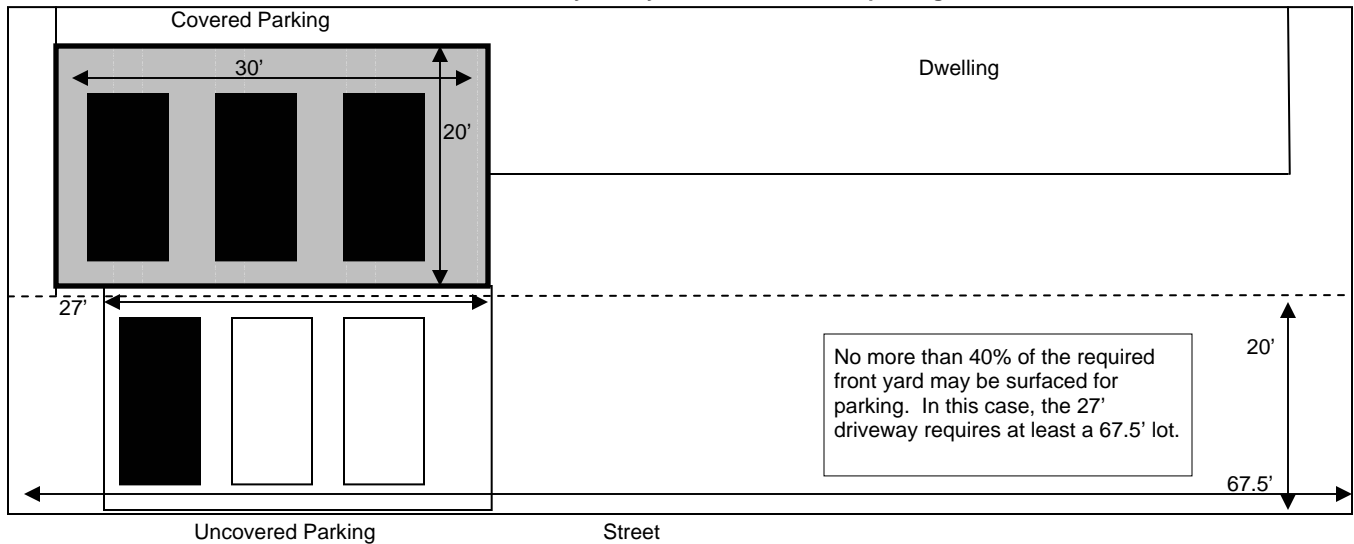 Covered Parking
30’
Dwelling
20’
27’
No more than 40% of the required
front yard may be surfaced for
parking. In this case, the 27’
driveway requires at least a 67.5’ lot.
20’
67.5’
Uncovered Parking
Street